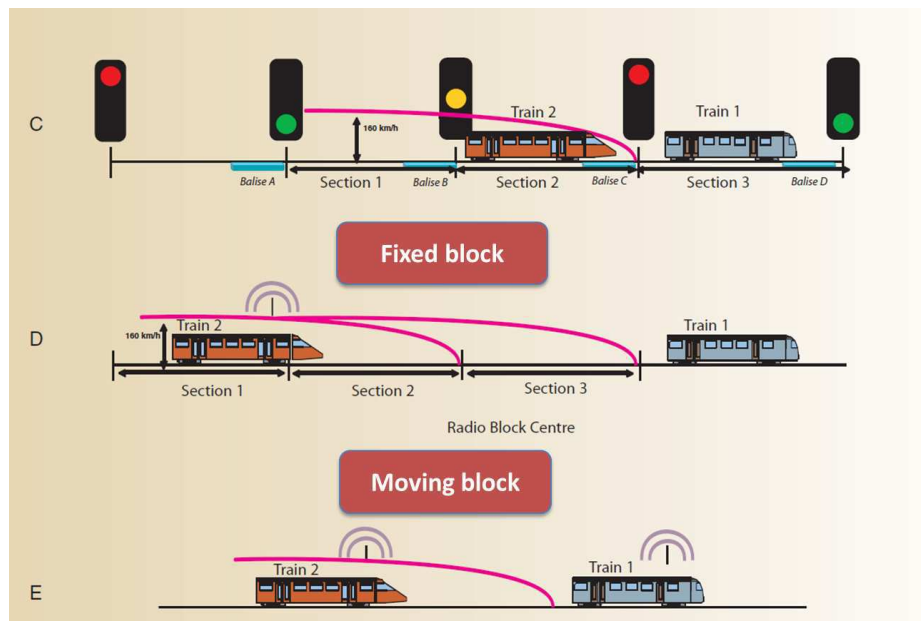 C
Train 2
Train 1
160 km/h
Balise A
Section 1
Balise B
Section 2
Balise C
Section 3
Balise D
Fixed block
D
160 km/h
Train 2
Train 1
Section 1
Section 2
Section 3
Radio Block Centre
Moving block
E
Train 2
Train 1